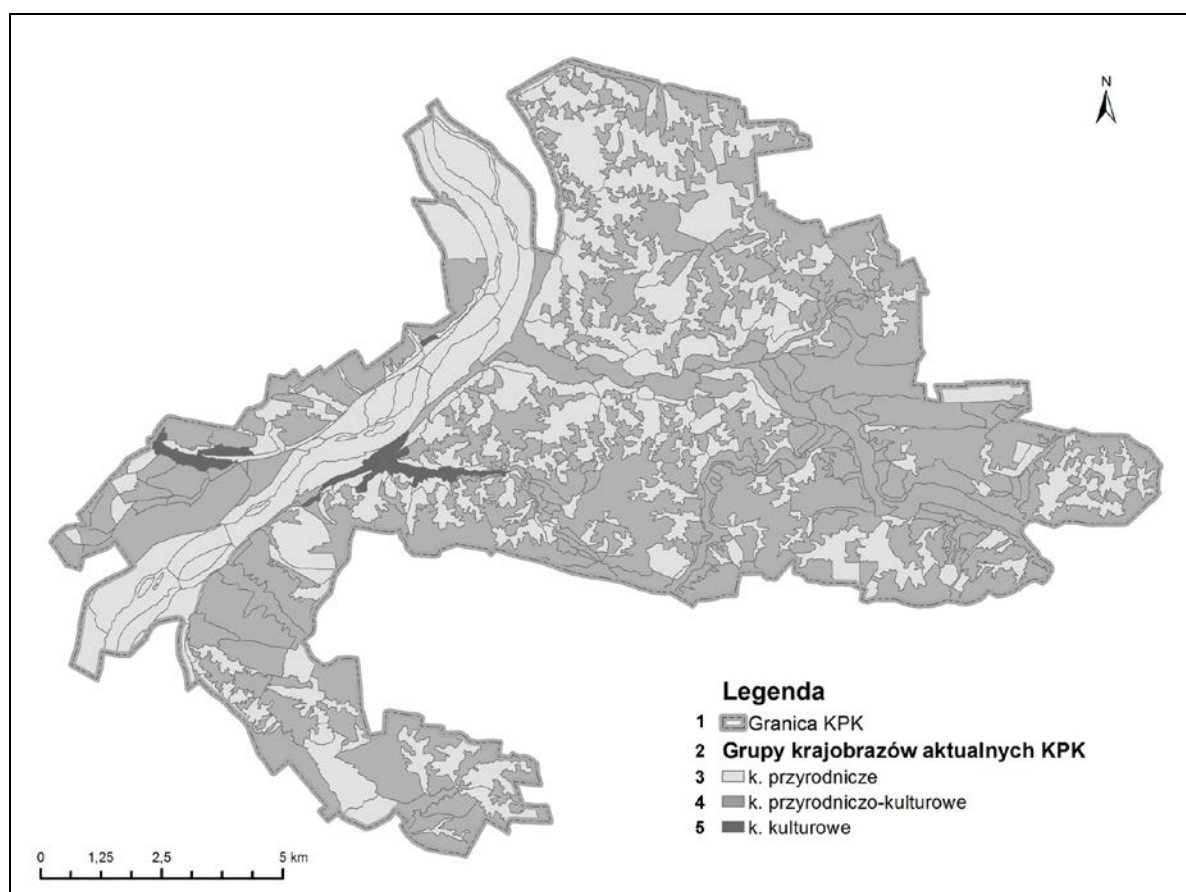 N
Legenda
1 Granica KPK
2 Grupy krajobrazów aktualnych KPK
3 k. przyrodnicze
4 k. przyrodniczo-kulturowe
5 k. kulturowe
0 1,25 2,5 5 km